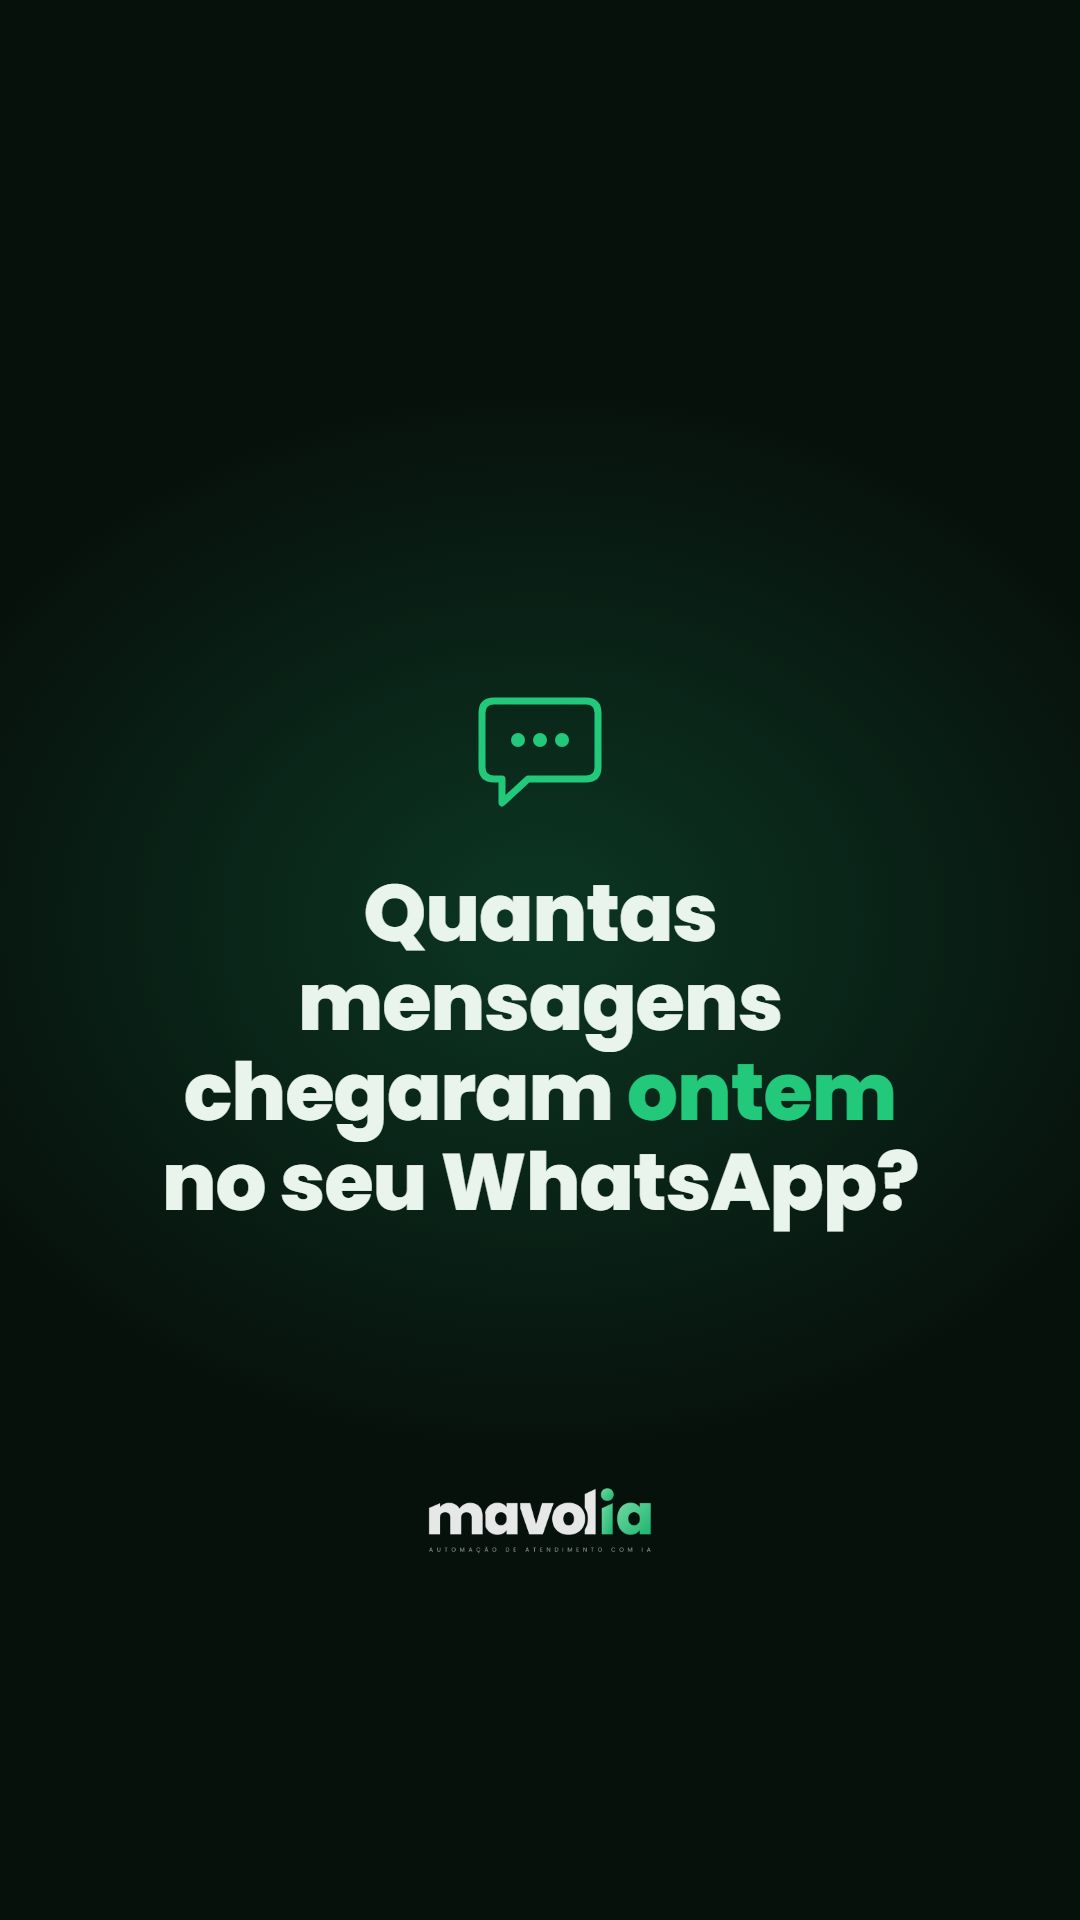 Quantas
mensagens
chegaram ontem
no seu WhatsApp?
mavolia
AUTOMAÇÃO DE ATENDIMENTO COM IA